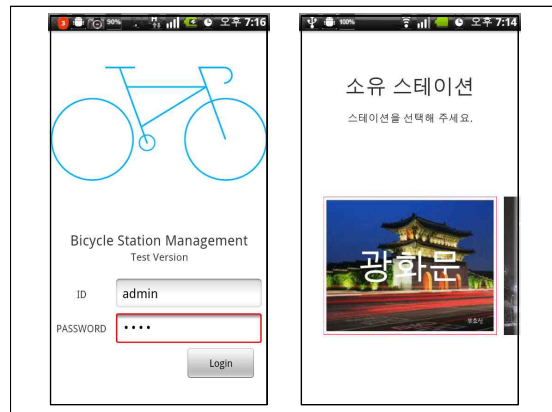 3 90% 오후 7:16
Bicycle Station Management
Test Version
ID admin
PASSWORD ••••
Login
100% 오후 7:14
소유 스테이션
스테이션을 선택해 주세요.
광화문